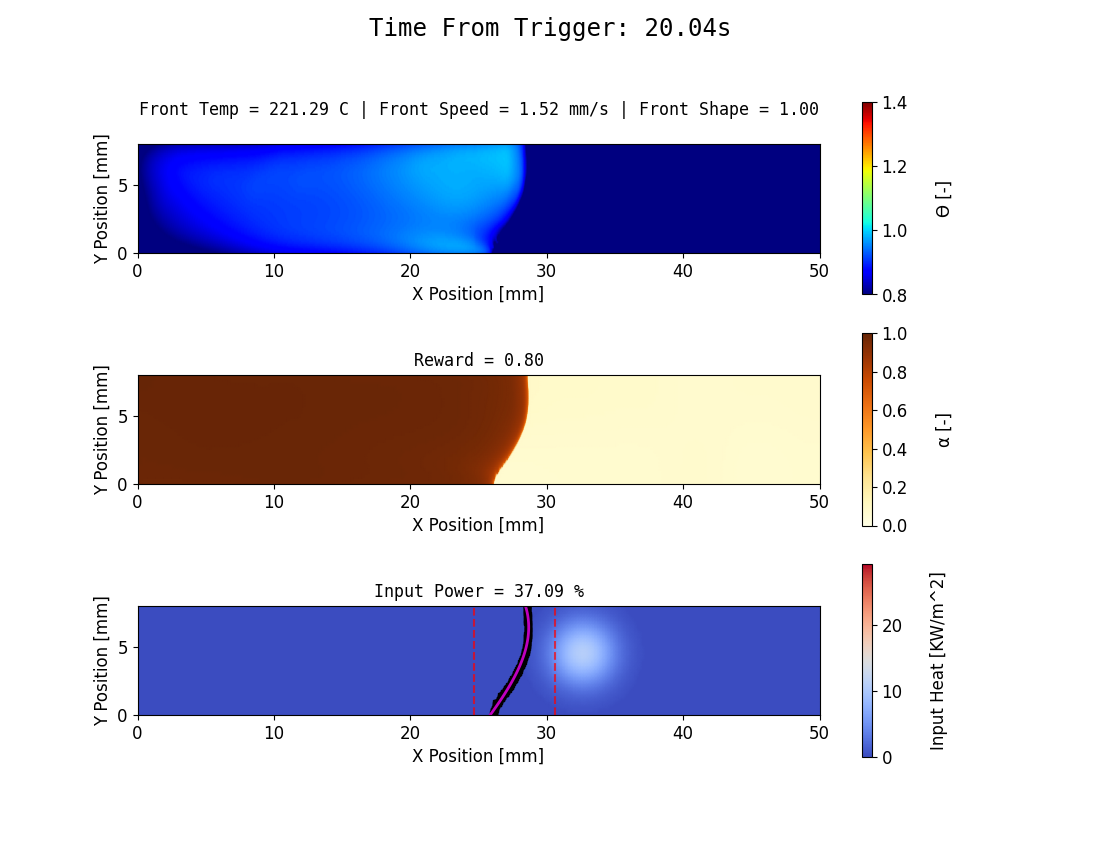 Time From Trigger: 20.04s
Front Temp = 221.29 C | Front Speed = 1.52 mm/s | Front Shape = 1.00
Y Position [mm]
5
0
0 10 20 30 40 50
X Position [mm]
1.4
1.2
1.0
0.8
Θ [-]
Reward = 0.80
Y Position [mm]
5
0
0 10 20 30 40 50
X Position [mm]
1.0
0.8
0.6
0.4
0.2
0.0
α [-]
Input Power = 37.09 %
Y Position [mm]
5
0
0 10 20 30 40 50
X Position [mm]
20
10
0
Input Heat [KW/m^2]